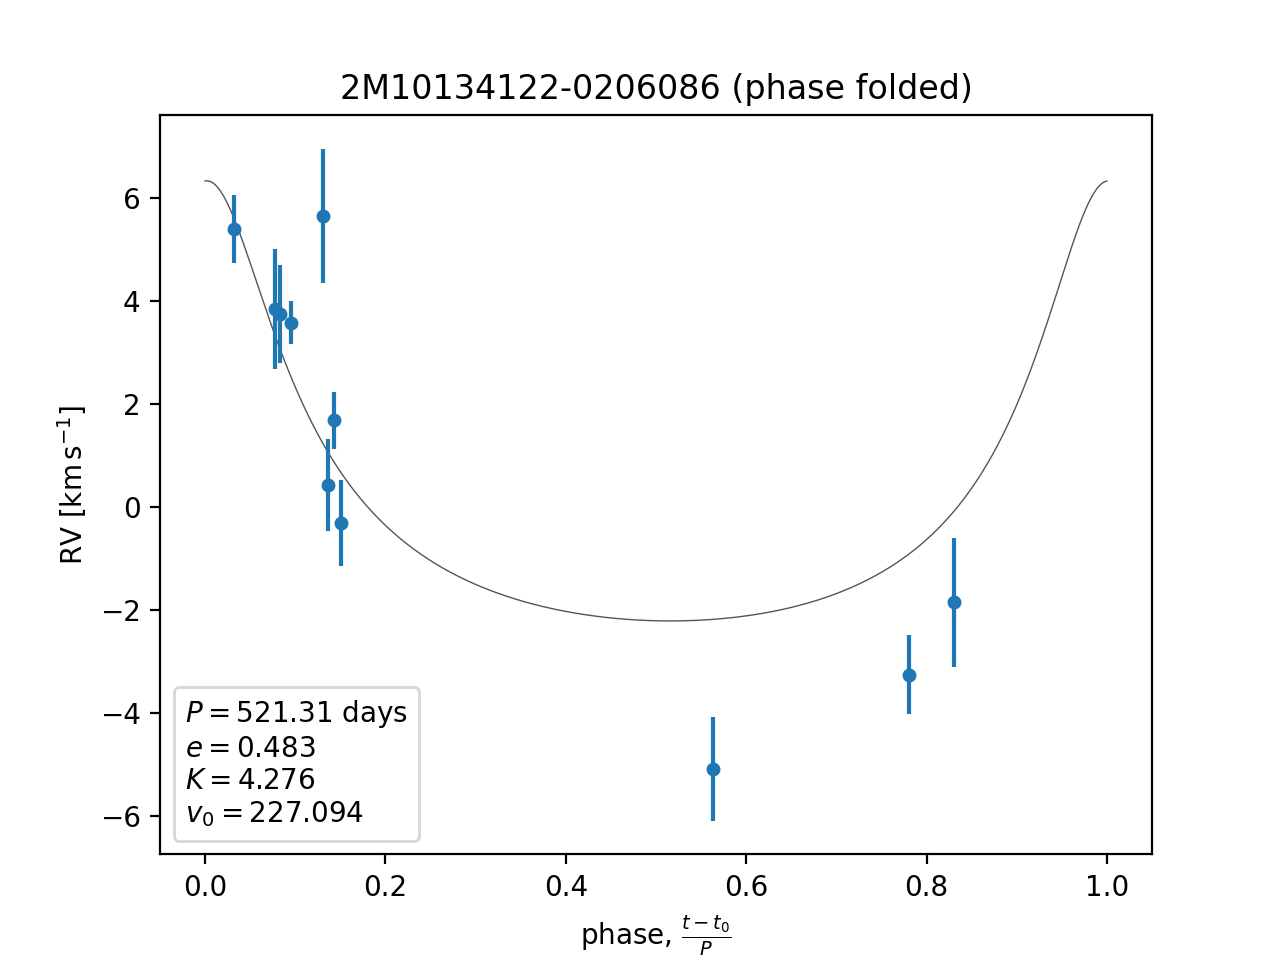 2M10134122-0206086 (phase folded)
RV [km s⁻¹]
6
4
2
0
−2
−4
−6
P = 521.31 days
e = 0.483
K = 4.276
v₀ = 227.094
0.0 0.2 0.4 0.6 0.8 1.0
phase, (t − t₀)/P